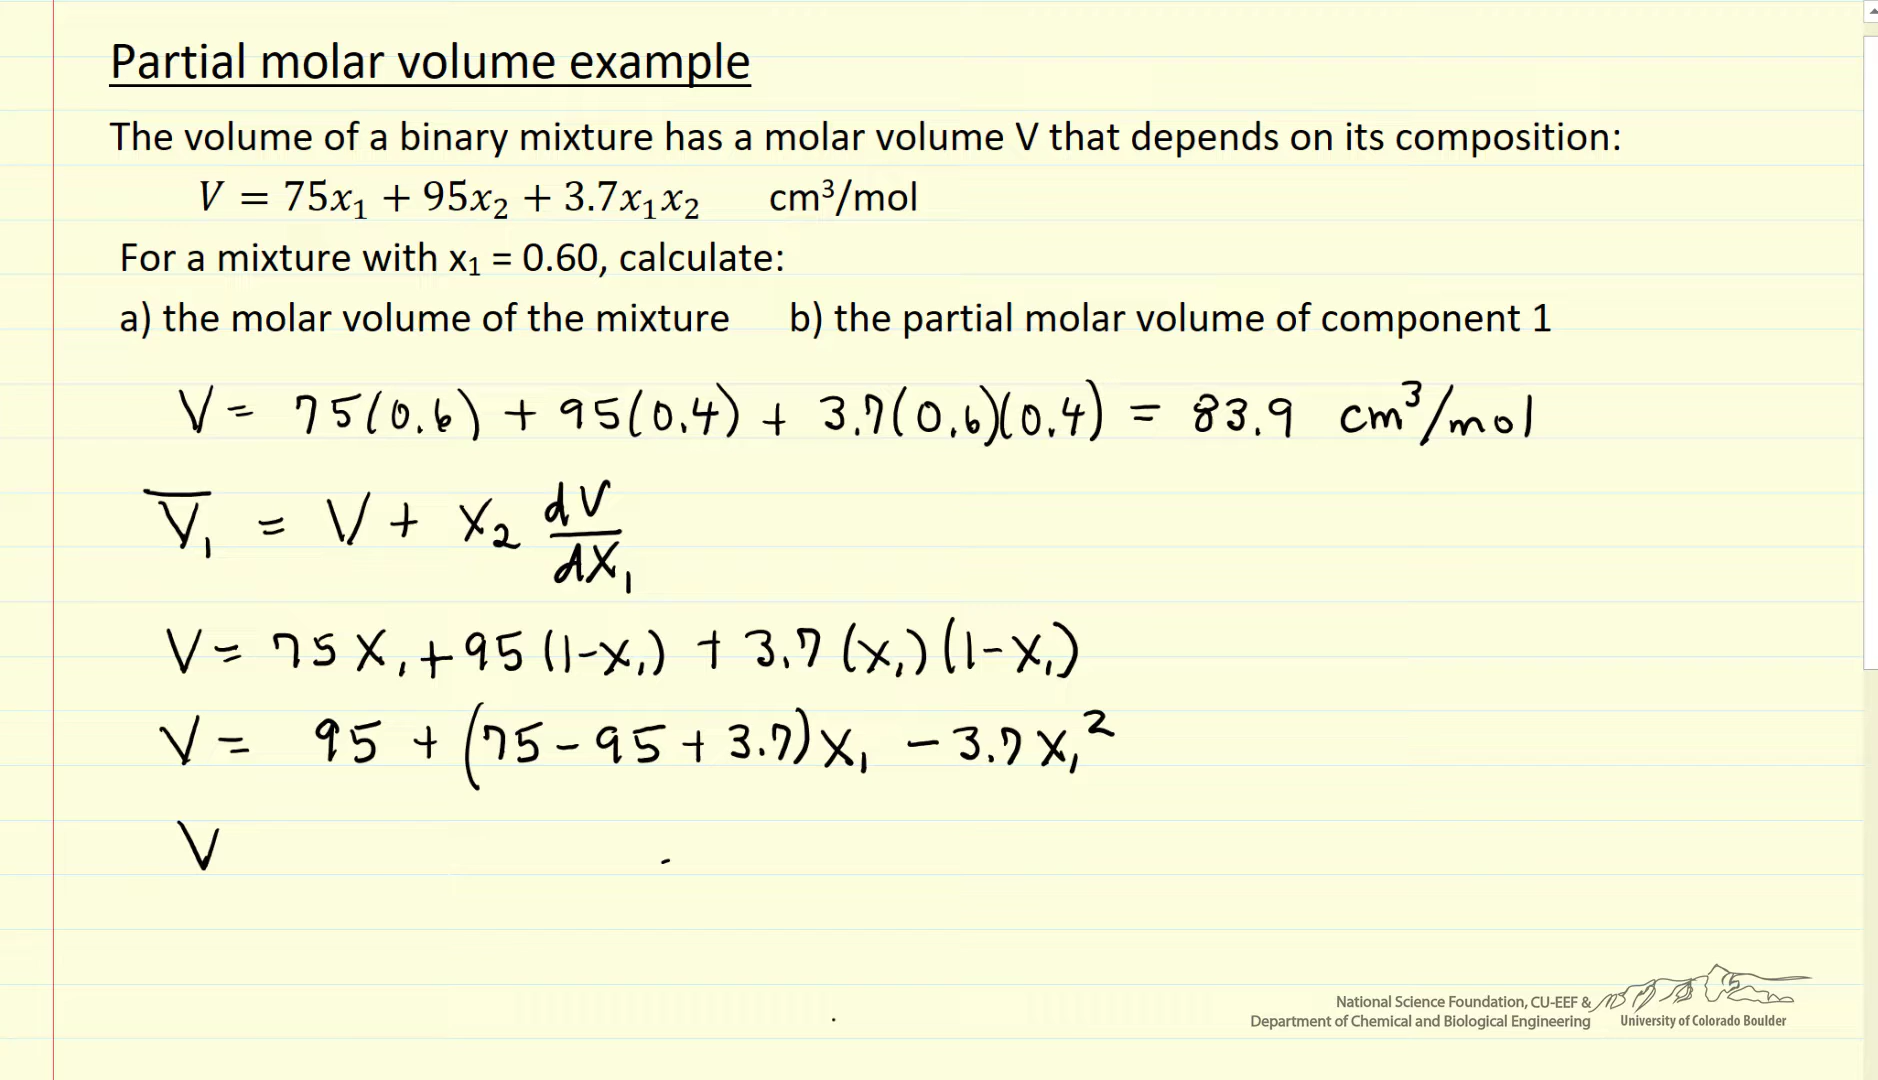 Partial molar volume example
The volume of a binary mixture has a molar volume V that depends on its composition:
V = 75x₁ + 95x₂ + 3.7x₁x₂ cm³/mol
For a mixture with x₁ = 0.60, calculate:
a) the molar volume of the mixture b) the partial molar volume of component 1
V = 75(0.6) + 95(0.4) + 3.7(0.6)(0.4) = 83.9 cm³/mol
V̅₁ = V + x₂ dV/dx₁
V = 75x₁ + 95(1-x₁) + 3.7(x₁)(1-x₁)
V = 95 + (75 - 95 + 3.7)x₁ - 3.7x₁²
V
National Science Foundation, CU-EEF &
Department of Chemical and Biological Engineering
University of Colorado Boulder